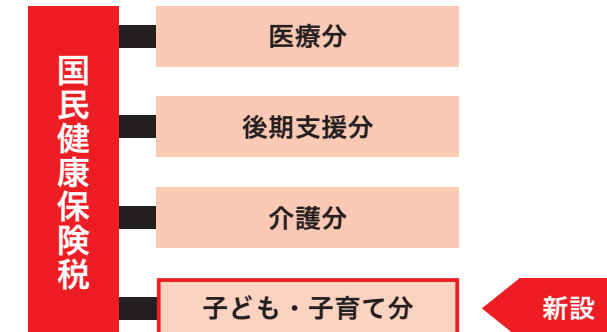 国民健康保険税
医療分
後期支援分
介護分
子ども・子育て分
新設